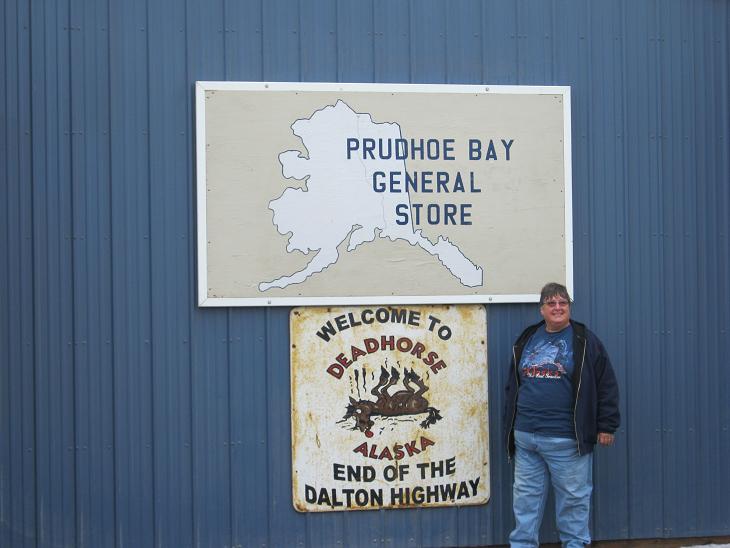 PRUDHOE BAY
GENERAL
STORE
WELCOME TO
DEADHORSE
ALASKA
END OF THE
DALTON HIGHWAY